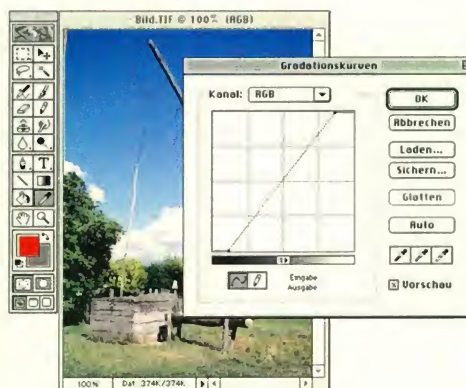 Bild.TIF @ 100% (RGB)
Gradationskurven
Kanal: RGB
OK
Abbrechen
Laden...
Sichern...
Glätten
Auto
Eingabe
Ausgabe
Vorschau
T
100% Dat 374K/374K